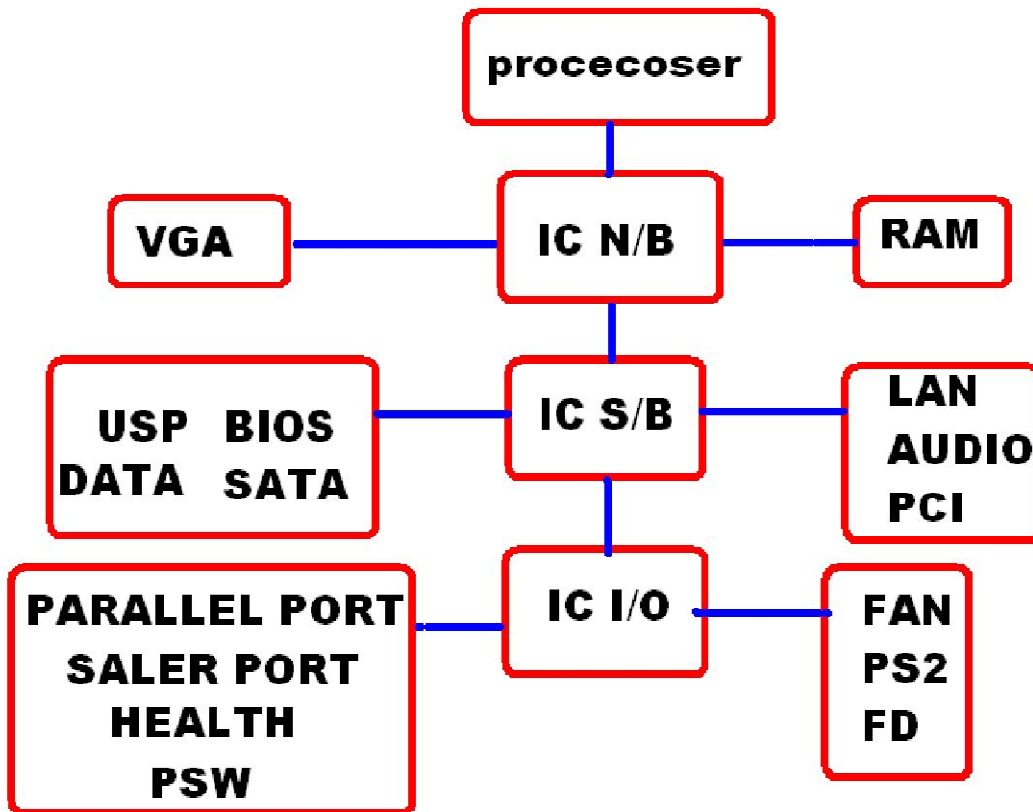 procecoser
VGA
IC N/B
RAM
USP BIOS
DATA SATA
IC S/B
LAN
AUDIO
PCI
PARALLEL PORT
SALER PORT
HEALTH
PSW
IC I/O
FAN
PS2
FD